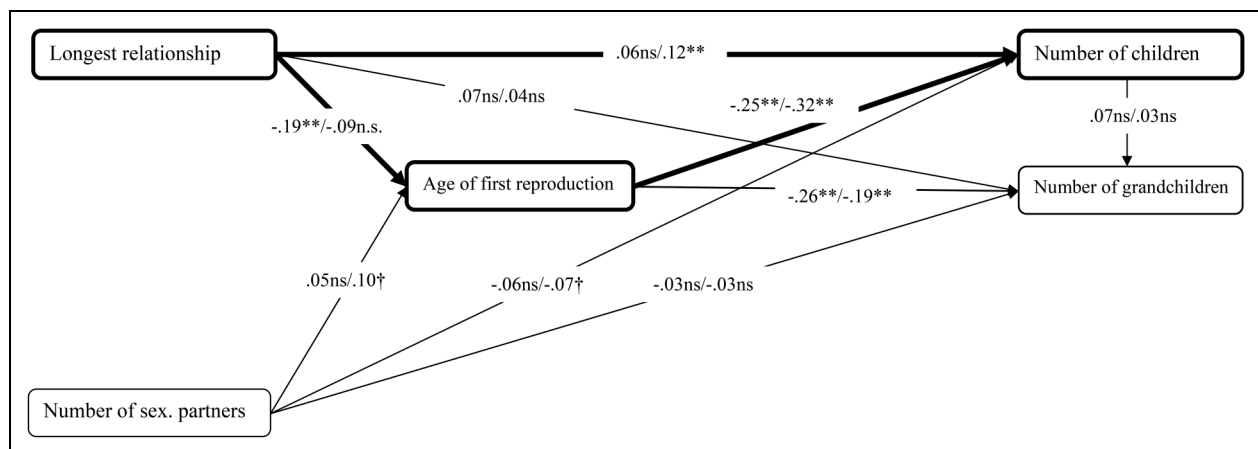 Longest relationship
.06ns/.12**
Number of children
.07ns/.04ns
-.25**/-.32**
-.19**/-.09n.s.
.07ns/.03ns
Age of first reproduction
-.26**/-.19**
Number of grandchildren
.05ns/.10†
-.06ns/-.07†
-.03ns/-.03ns
Number of sex. partners